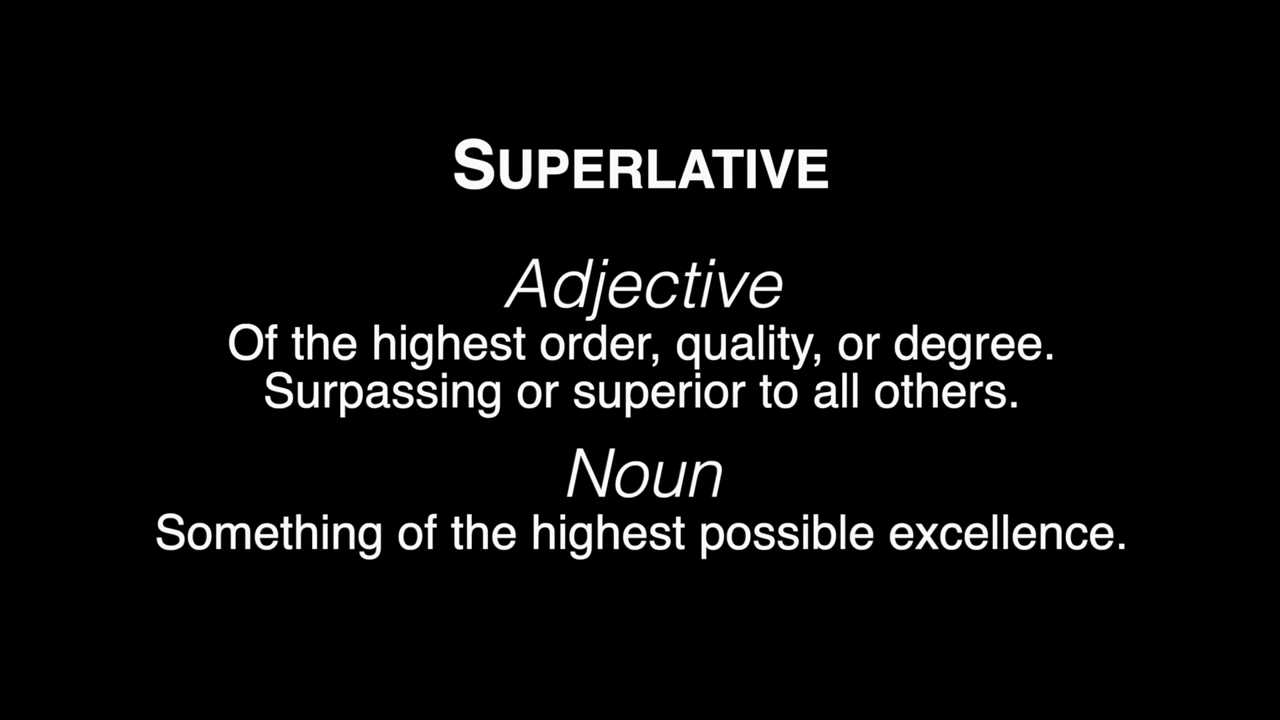 SUPERLATIVE
Adjective
Of the highest order, quality, or degree.
Surpassing or superior to all others.
Noun
Something of the highest possible excellence.